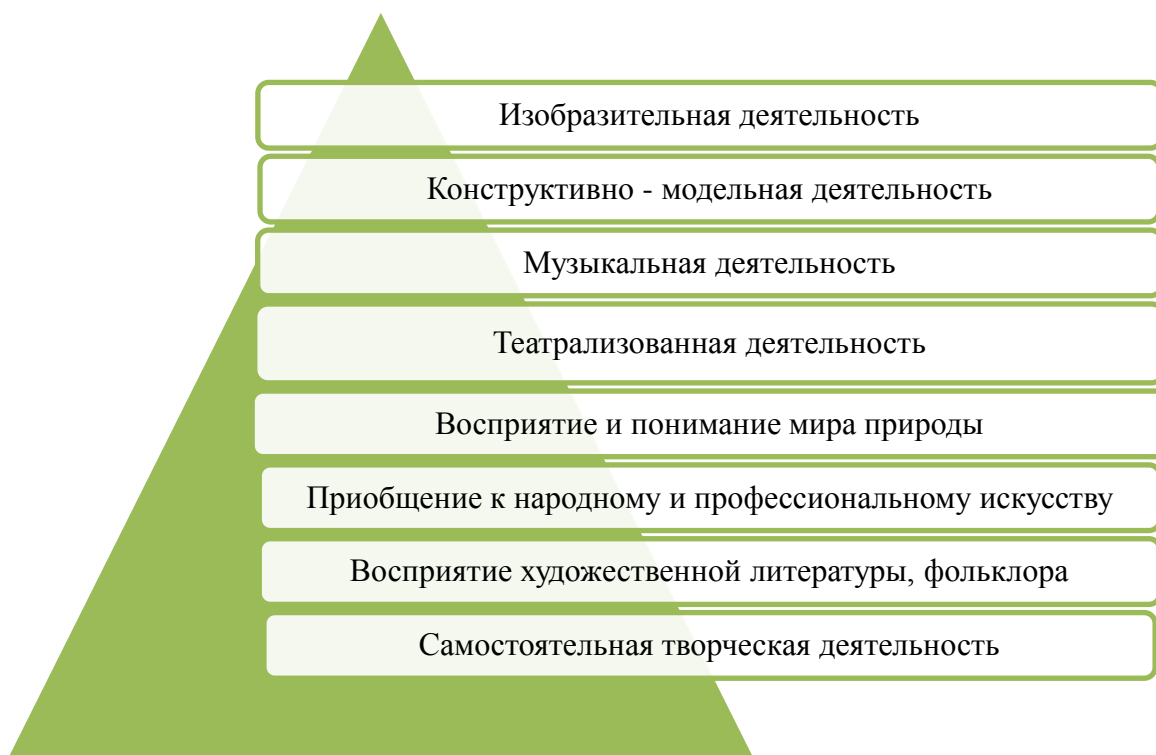 Изобразительная деятельность
Конструктивно - модельная деятельность
Музыкальная деятельность
Театрализованная деятельность
Восприятие и понимание мира природы
Приобщение к народному и профессиональному искусству
Восприятие художественной литературы, фольклора
Самостоятельная творческая деятельность